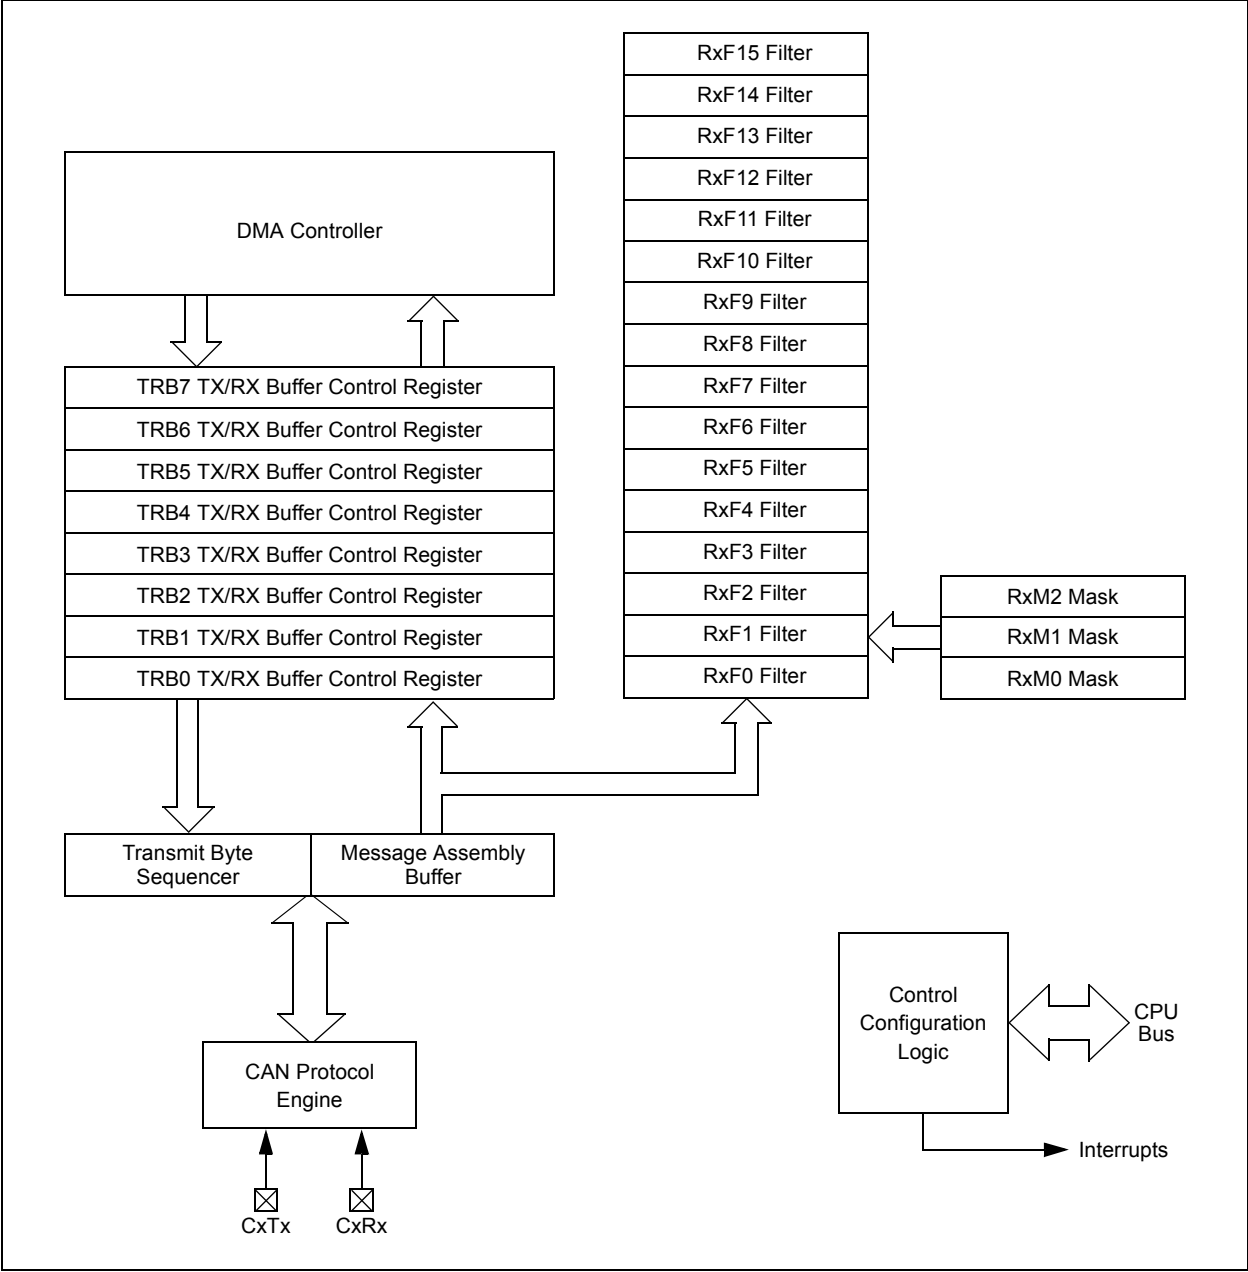 RxF15 Filter
RxF14 Filter
RxF13 Filter
RxF12 Filter
RxF11 Filter
RxF10 Filter
RxF9 Filter
RxF8 Filter
RxF7 Filter
RxF6 Filter
RxF5 Filter
RxF4 Filter
RxF3 Filter
RxF2 Filter
RxF1 Filter
RxF0 Filter
DMA Controller
TRB7 TX/RX Buffer Control Register
TRB6 TX/RX Buffer Control Register
TRB5 TX/RX Buffer Control Register
TRB4 TX/RX Buffer Control Register
TRB3 TX/RX Buffer Control Register
TRB2 TX/RX Buffer Control Register
TRB1 TX/RX Buffer Control Register
TRB0 TX/RX Buffer Control Register
RxM2 Mask
RxM1 Mask
RxM0 Mask
Transmit Byte
Sequencer
Message Assembly
Buffer
CAN Protocol
Engine
CxTx
CxRx
Control
Configuration
Logic
CPU
Bus
Interrupts